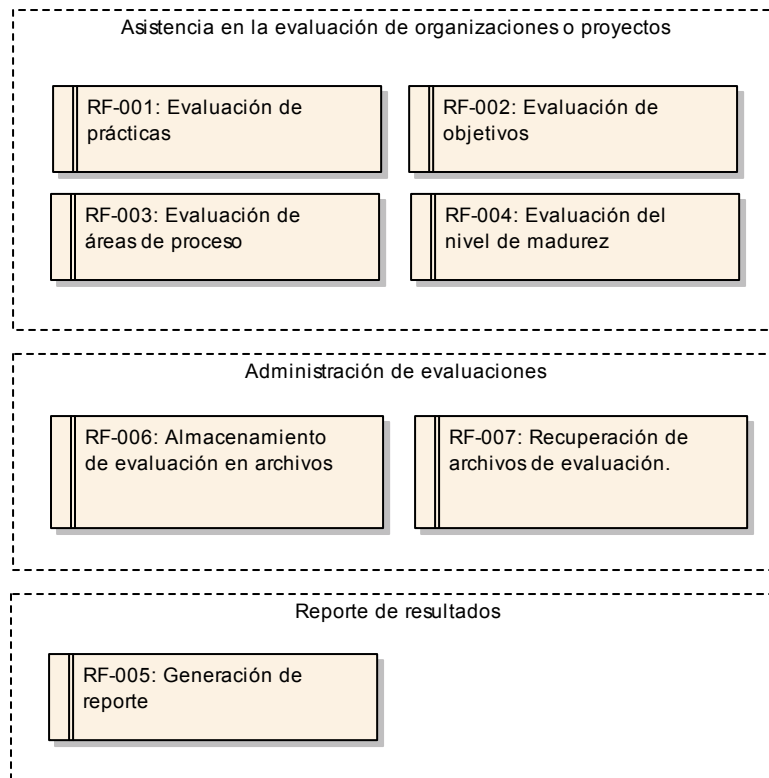 Asistencia en la evaluación de organizaciones o proyectos
RF-001: Evaluación de
prácticas
RF-002: Evaluación de
objetivos
RF-003: Evaluación de
áreas de proceso
RF-004: Evaluación del
nivel de madurez
Administración de evaluaciones
RF-006: Almacenamiento
de evaluación en archivos
RF-007: Recuperación de
archivos de evaluación.
Reporte de resultados
RF-005: Generación de
reporte